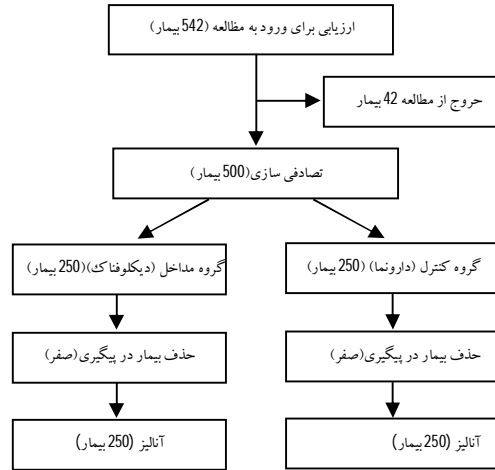 ارزیابی برای ورود به مظالعه (542 بیمار)
حروج از مطالعه 42 بیمار
تصادفی سازی(500 بیمار)
گروه کنترل (دارونما) (250 بیمار)
گروه مداخل (دیکلوفناک)(250 بیمار)
حذف بیمار در پیگیری(صفر)
حذف بیمار در پیگیری(صفر)
آنالیز (250 بیمار)
آنالیز (250 بیمار)